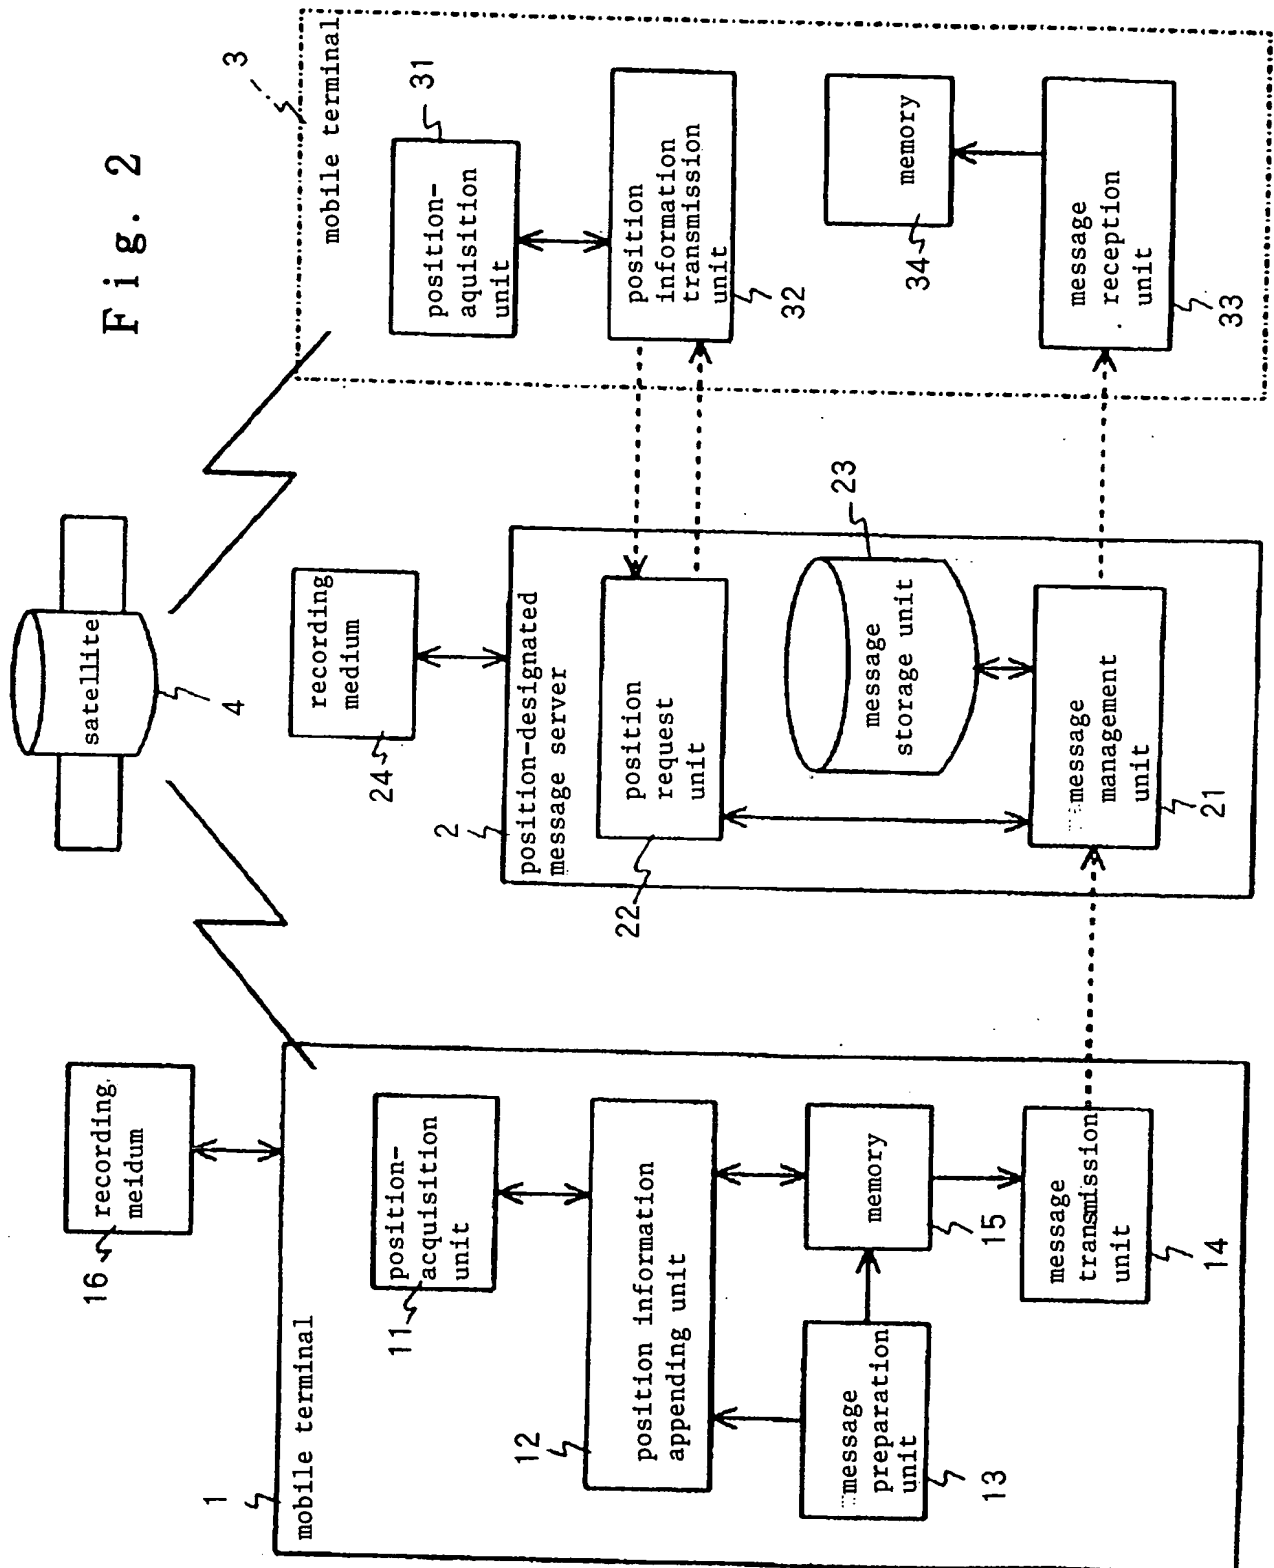 Fig. 2
satellite
4
recording.
meidum
16
1
mobile terminal
position-
acquisition
unit
11
12
position information
appending unit
message
preparation
unit
13
memory
15
message
transmission
unit
14
recording
medium
24
2
position-designated
message server
position
request
unit
22
message
storage unit
23
message
management
unit
21
3
mobile terminal
position-
aquisition
unit
31
position
information
transmission
unit
32
memory
34
message
reception
unit
33